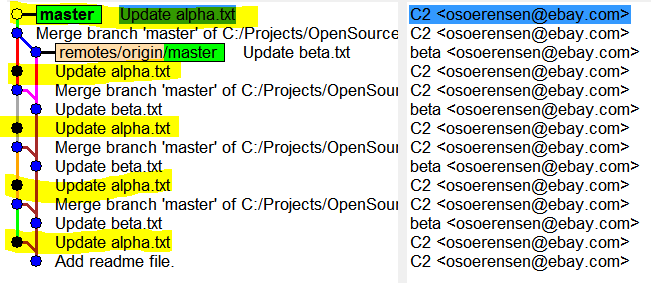 master Update alpha.txt C2 <osoerensen@ebay.com>
Merge branch 'master' of C:/Projects/OpenSource C2 <osoerensen@ebay.com>
remotes/origin/master Update beta.txt beta <osoerensen@ebay.com>
Update alpha.txt C2 <osoerensen@ebay.com>
Merge branch 'master' of C:/Projects/OpenSou C2 <osoerensen@ebay.com>
Update beta.txt beta <osoerensen@ebay.com>
Update alpha.txt C2 <osoerensen@ebay.com>
Merge branch 'master' of C:/Projects/OpenSou C2 <osoerensen@ebay.com>
Update beta.txt beta <osoerensen@ebay.com>
Update alpha.txt C2 <osoerensen@ebay.com>
Merge branch 'master' of C:/Projects/OpenSou C2 <osoerensen@ebay.com>
Update beta.txt beta <osoerensen@ebay.com>
Update alpha.txt C2 <osoerensen@ebay.com>
Add readme file. C2 <osoerensen@ebay.com>